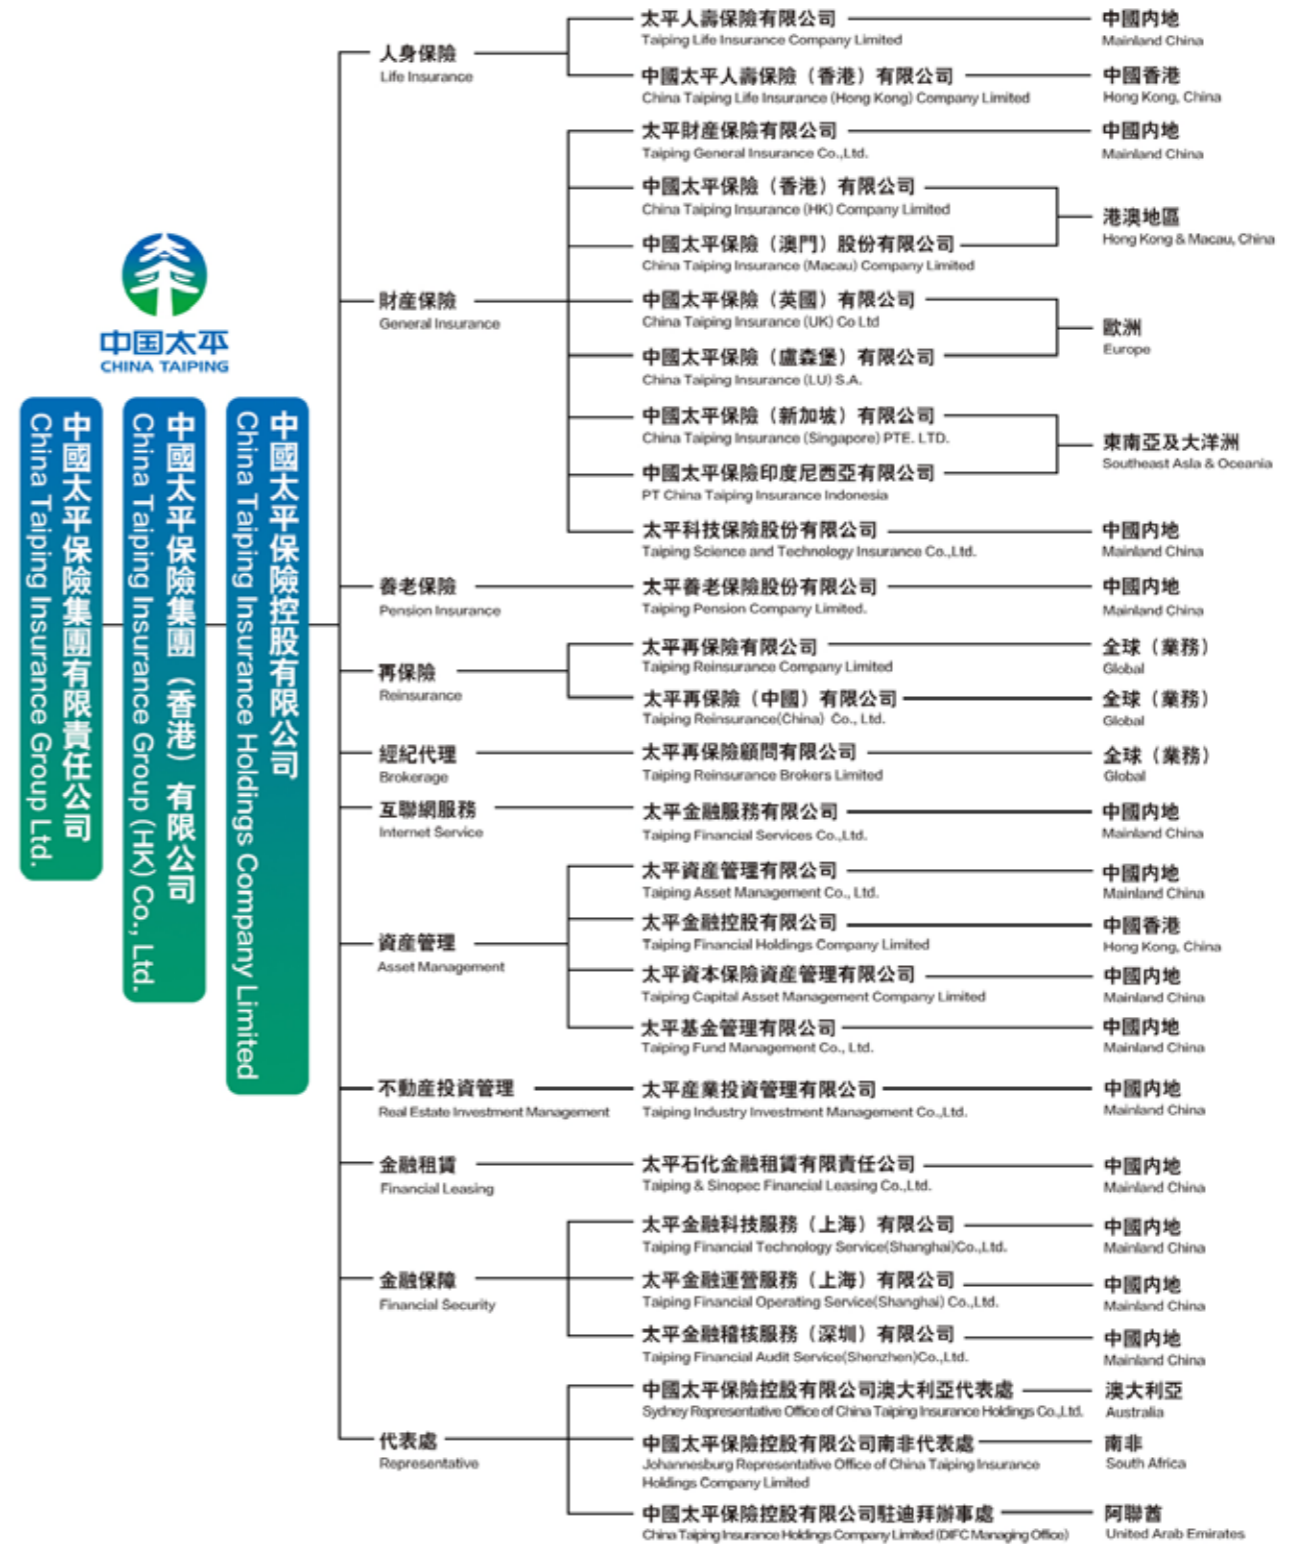 中国太平
CHINA TAIPING
中國太平保險集團有限責任公司
China Taiping Insurance Group Ltd.
中國太平保險集團（香港）有限公司
China Taiping Insurance Group (HK) Co., Ltd.
中國太平保險控股有限公司
China Taiping Insurance Holdings Company Limited
人身保險
Life Insurance
太平人壽保險有限公司
Taiping Life Insurance Company Limited
中國内地
Mainland China
中國太平人壽保險（香港）有限公司
China Taiping Life Insurance (Hong Kong) Company Limited
中國香港
Hong Kong, China
財産保險
General Insurance
太平財産保險有限公司
Taiping General Insurance Co.,Ltd.
中國内地
Mainland China
中國太平保險（香港）有限公司
China Taiping Insurance (HK) Company Limited
中國太平保險（澳門）股份有限公司
China Taiping Insurance (Macau) Company Limited
港澳地區
Hong Kong & Macau, China
中國太平保險（英國）有限公司
China Taiping Insurance (UK) Co Ltd
中國太平保險（盧森堡）有限公司
China Taiping Insurance (LU) S.A.
歐洲
Europe
中國太平保險（新加坡）有限公司
China Taiping Insurance (Singapore) PTE. LTD.
中國太平保險印度尼西亞有限公司
PT China Taiping Insurance Indonesia
東南亞及大洋洲
Southeast Asla & Oceania
太平科技保險股份有限公司
Taiping Science and Technology Insurance Co.,Ltd.
中國内地
Mainland China
養老保險
Pension Insurance
太平養老保險股份有限公司
Taiping Pension Company Limited.
中國内地
Mainland China
再保險
Reinsurance
太平再保險有限公司
Taiping Reinsurance Company Limited
全球（業務）
Global
太平再保險（中國）有限公司
Taiping Reinsurance(China) Co., Ltd.
全球（業務）
Global
經紀代理
Brokerage
太平再保險顧問有限公司
Taiping Reinsurance Brokers Limited
全球（業務）
Global
互聯網服務
Internet Service
太平金融服務有限公司
Taiping Financial Services Co.,Ltd.
中國内地
Mainland China
資産管理
Asset Management
太平資産管理有限公司
Taiping Asset Management Co., Ltd.
中國内地
Mainland China
太平金融控股有限公司
Taiping Financial Holdings Company Limited
中國香港
Hong Kong, China
太平資本保險資産管理有限公司
Taiping Capital Asset Management Company Limited
中國内地
Mainland China
太平基金管理有限公司
Taiping Fund Management Co., Ltd.
中國内地
Mainland China
不動産投資管理
Real Estate Investment Management
太平産業投資管理有限公司
Taiping Industry Investment Management Co.,Ltd.
中國内地
Mainland China
金融租賃
Financial Leasing
太平石化金融租賃有限責任公司
Taiping & Sinopec Financial Leasing Co.,Ltd.
中國内地
Mainland China
金融保障
Financial Security
太平金融科技服務（上海）有限公司
Taiping Financial Technology Service(Shanghai)Co.,Ltd.
中國内地
Mainland China
太平金融運營服務（上海）有限公司
Taiping Financial Operating Service(Shanghai) Co.,Ltd.
中國内地
Mainland China
太平金融稽核服務（深圳）有限公司
Taiping Financial Audit Service(Shenzhen)Co.,Ltd.
中國内地
Mainland China
代表處
Representative
中國太平保險控股有限公司澳大利亞代表處
Sydney Representative Office of China Taiping Insurance Holdings Co.,Ltd.
澳大利亞
Australia
中國太平保險控股有限公司南非代表處
Johannesburg Representative Office of China Taiping Insurance
Holdings Company Limited
南非
South Africa
中國太平保險控股有限公司駐迪拜辦事處
China Taiping Insurance Holdings Company Limited (DIFC Managing Office)
阿聯酋
United Arab Emirates